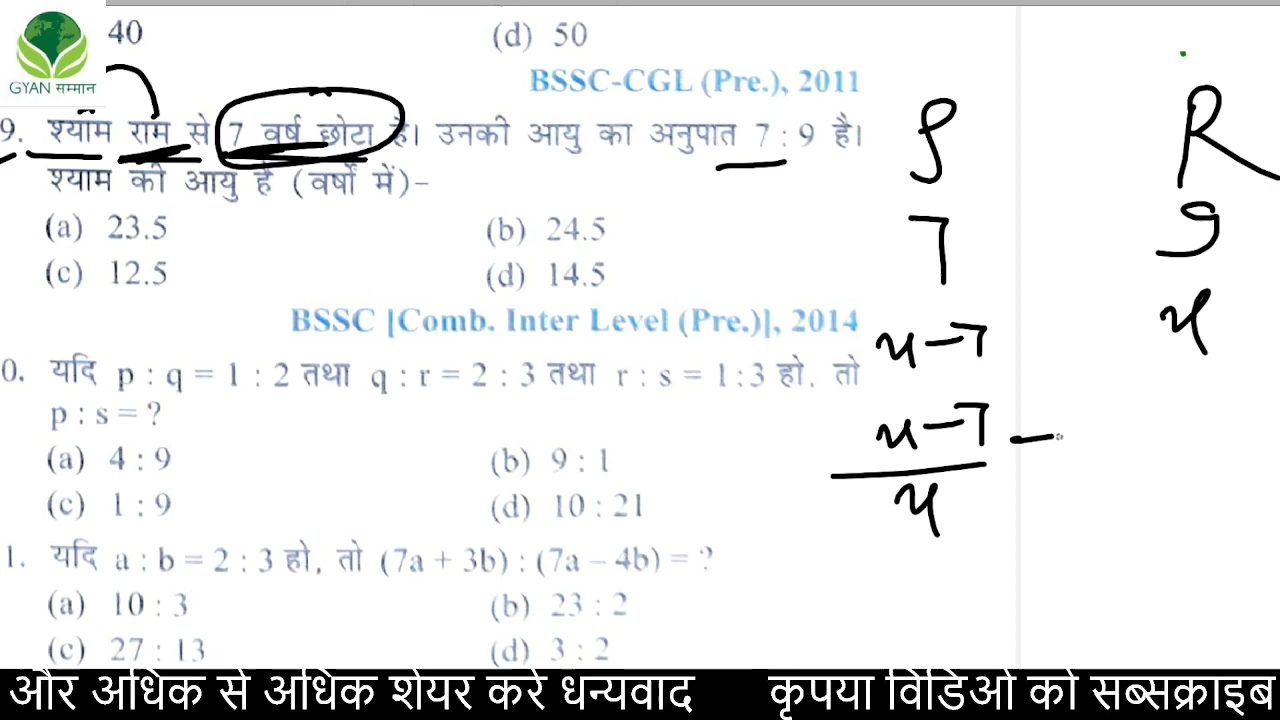 GYAN सम्मान
40 (d) 50
BSSC-CGL (Pre.), 2011
9. श्याम राम से 7 वर्ष छोटा है। उनकी आयु का अनुपात 7 : 9 है।
श्याम की आयु है (वर्षों में)–
(a) 23.5 (b) 24.5
(c) 12.5 (d) 14.5
BSSC [Comb. Inter Level (Pre.)], 2014
0. यदि p : q = 1 : 2 तथा q : r = 2 : 3 तथा r : s = 1 : 3 हो, तो
p : s = ?
(a) 4 : 9 (b) 9 : 1
(c) 1 : 9 (d) 10 : 21
1. यदि a : b = 2 : 3 हो, तो (7a + 3b) : (7a – 4b) = ?
(a) 10 : 3 (b) 23 : 2
(c) 27 : 13 (d) 3 : 2
S R
7 9
x-7 x
x-7
x
और अधिक से अधिक शेयर करे धन्यवाद कृपया विडिओ को सब्सक्राइब